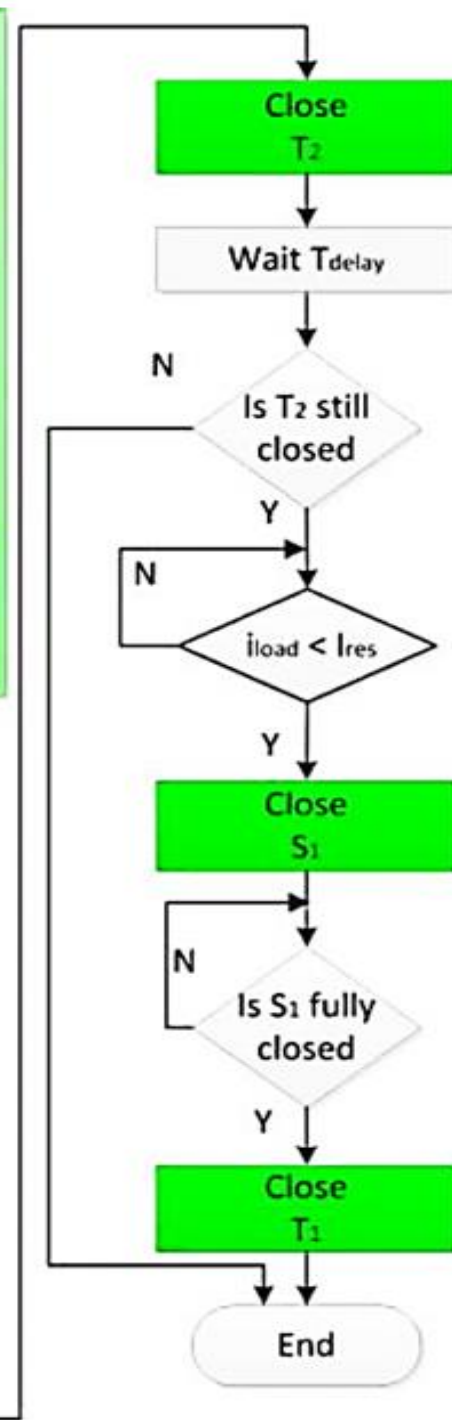 Close
T2
Wait Tdelay
N
Is T2 still
closed
Y
N
iload < Ires
Y
Close
S1
N
Is S1 fully
closed
Y
Close
T1
End